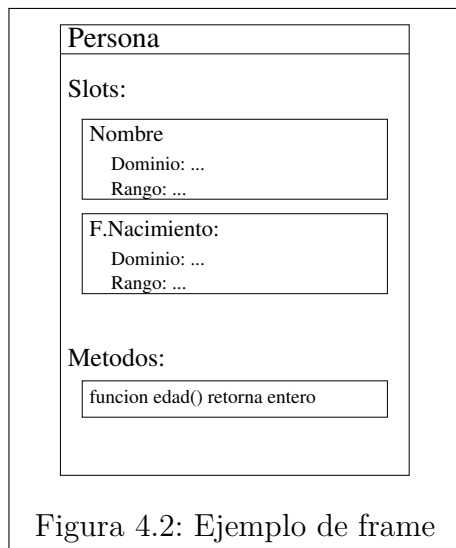 Persona
Slots:
Nombre
Dominio: ...
Rango: ...
F.Nacimiento:
Dominio: ...
Rango: ...
Metodos:
funcion edad() retorna entero
Figura 4.2: Ejemplo de frame